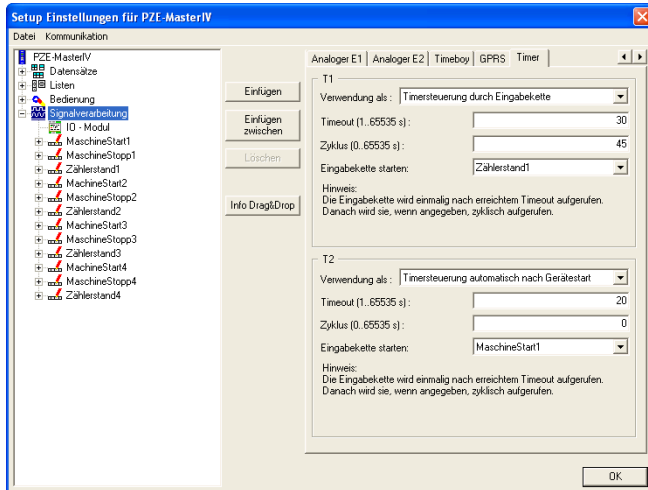 Setup Einstellungen für PZE-MasterIV
Datei Kommunikation
PZE-MasterIV
Datensätze
Listen
Bedienung
Signalverarbeitung
IO - Modul
MaschineStart1
MaschineStopp1
Zählerstand1
MachineStart2
MaschineStopp2
Zählerstand2
MachineStart3
MaschineStopp3
Zählerstand3
MachineStart4
MaschineStopp4
Zählerstand4
Einfügen
Einfügen
zwischen
Löschen
Info Drag&Drop
Analoger E1 Analoger E2 Timeboy GPRS Timer
T1
Verwendung als : Timersteuerung durch Eingabekette
Timeout (1..65535 s) : 30
Zyklus (0..65535 s) : 45
Eingabekette starten: Zählerstand1
Hinweis:
Die Eingabekette wird einmalig nach erreichtem Timeout aufgerufen.
Danach wird sie, wenn angegeben, zyklisch aufgerufen.
T2
Verwendung als : Timersteuerung automatisch nach Gerätestart
Timeout (1..65535 s) : 20
Zyklus (0..65535 s) : 0
Eingabekette starten: MaschineStart1
Hinweis:
Die Eingabekette wird einmalig nach erreichtem Timeout aufgerufen.
Danach wird sie, wenn angegeben, zyklisch aufgerufen.
OK